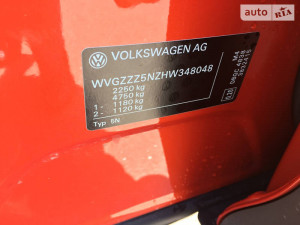 auto RIA
VOLKSWAGEN AG
WVGZZZ5NZHW348048
2250 kg
4750 kg
1 - 1180 kg
2 - 1120 kg
Typ 5N